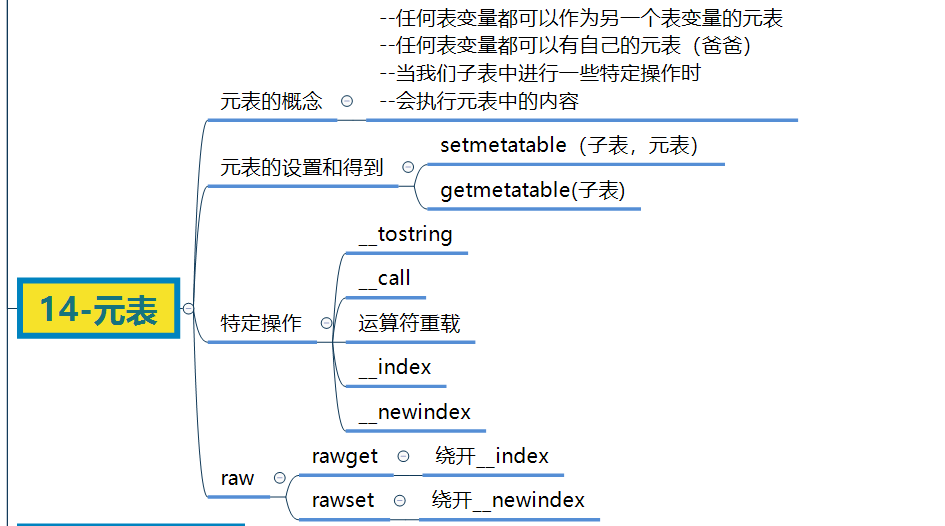 14-元表
元表的概念
--任何表变量都可以作为另一个表变量的元表
--任何表变量都可以有自己的元表（爸爸）
--当我们子表中进行一些特定操作时
--会执行元表中的内容
元表的设置和得到
setmetatable（子表，元表）
getmetatable(子表)
特定操作
__tostring
__call
运算符重载
__index
__newindex
raw
rawget
绕开__index
rawset
绕开__newindex